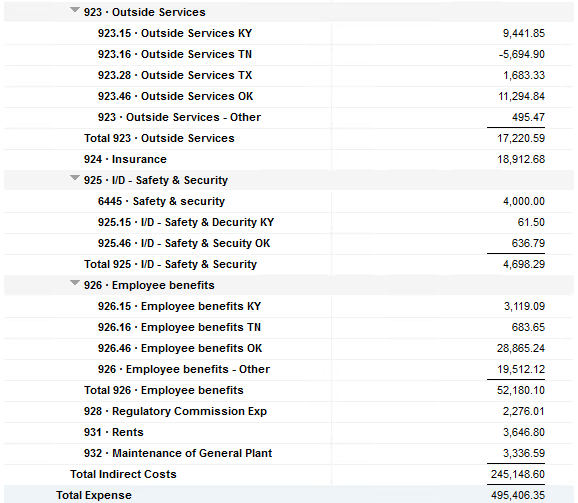 923 · Outside Services
923.15 · Outside Services KY 9,441.85
923.16 · Outside Services TN -5,694.90
923.28 · Outside Services TX 1,683.33
923.46 · Outside Services OK 11,294.84
923 · Outside Services - Other 495.47
Total 923 · Outside Services 17,220.59
924 · Insurance 18,912.68
925 · I/D - Safety & Security
6445 · Safety & security 4,000.00
925.15 · I/D - Safety & Decurity KY 61.50
925.46 · I/D - Safety & Secuity OK 636.79
Total 925 · I/D - Safety & Security 4,698.29
926 · Employee benefits
926.15 · Employee benefits KY 3,119.09
926.16 · Employee benefits TN 683.65
926.46 · Employee benefits OK 28,865.24
926 · Employee benefits - Other 19,512.12
Total 926 · Employee benefits 52,180.10
928 · Regulatory Commission Exp 2,276.01
931 · Rents 3,646.80
932 · Maintenance of General Plant 3,336.59
Total Indirect Costs 245,148.60
Total Expense 495,406.35